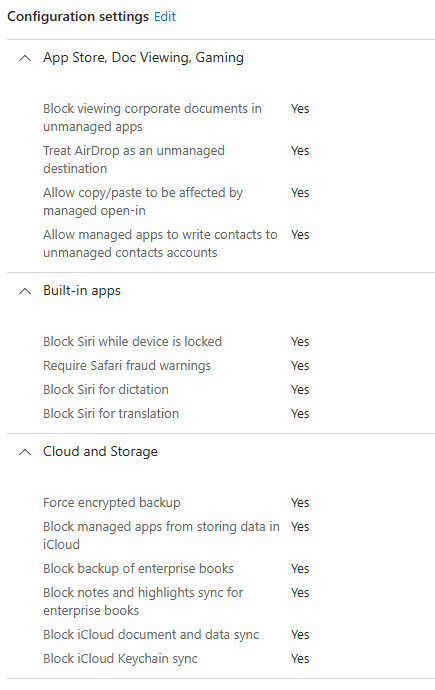 Configuration settings Edit
App Store, Doc Viewing, Gaming
Block viewing corporate documents in Yes
unmanaged apps
Treat AirDrop as an unmanaged Yes
destination
Allow copy/paste to be affected by Yes
managed open-in
Allow managed apps to write contacts to Yes
unmanaged contacts accounts
Built-in apps
Block Siri while device is locked Yes
Require Safari fraud warnings Yes
Block Siri for dictation Yes
Block Siri for translation Yes
Cloud and Storage
Force encrypted backup Yes
Block managed apps from storing data in Yes
iCloud
Block backup of enterprise books Yes
Block notes and highlights sync for Yes
enterprise books
Block iCloud document and data sync Yes
Block iCloud Keychain sync Yes